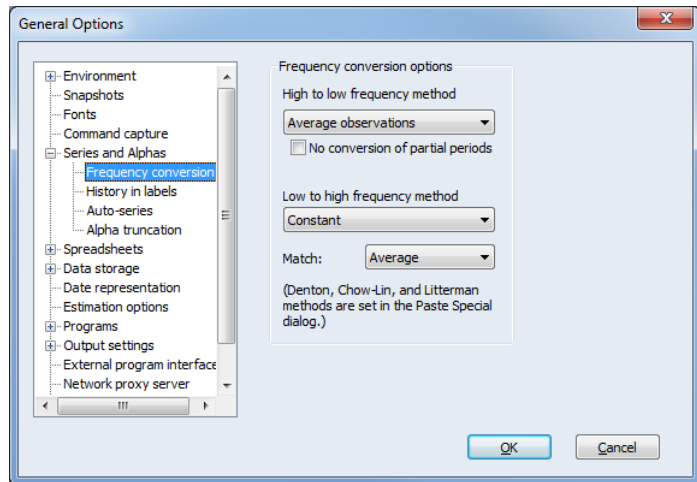 General Options
Environment
Snapshots
Fonts
Command capture
Series and Alphas
Frequency conversion
History in labels
Auto-series
Alpha truncation
Spreadsheets
Data storage
Date representation
Estimation options
Programs
Output settings
External program interface
Network proxy server
Frequency conversion options
High to low frequency method
Average observations
No conversion of partial periods
Low to high frequency method
Constant
Match: Average
(Denton, Chow-Lin, and Litterman
methods are set in the Paste Special
dialog.)
OK Cancel